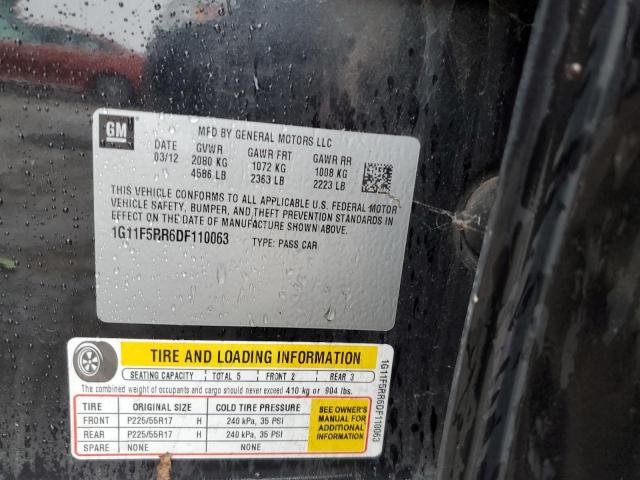 GM
MFD BY GENERAL MOTORS LLC
DATE GVWR GAWR FRT GAWR RR
03/12 2080 KG 1072 KG 1008 KG
4586 LB 2363 LB 2223 LB
THIS VEHICLE CONFORMS TO ALL APPLICABLE U.S. FEDERAL MOTOR
VEHICLE SAFETY, BUMPER, AND THEFT PREVENTION STANDARDS IN
EFFECT ON THE DATE OF MANUFACTURE SHOWN ABOVE.
1G11F5RR6DF110063 TYPE: PASS CAR
TIRE AND LOADING INFORMATION
SEATING CAPACITY TOTAL 5 FRONT 2 REAR 3
The combined weight of occupants and cargo should never exceed 410 kg or 904 lbs.
TIRE ORIGINAL SIZE COLD TIRE PRESSURE
FRONT P225/55R17 H 240 kPa, 35 PSI
REAR P225/55R17 H 240 kPa, 35 PSI
SPARE NONE NONE
SEE OWNER'S
MANUAL FOR
ADDITIONAL
INFORMATION
1G11F5RR6DF110063